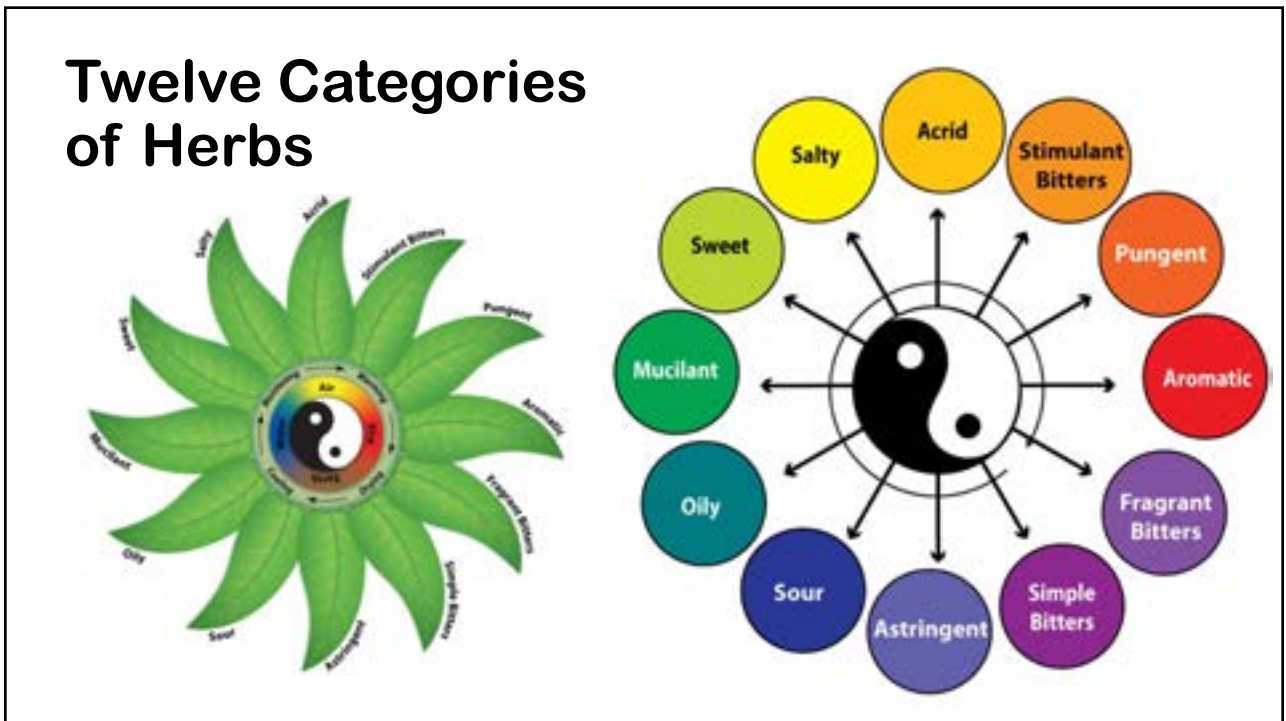 Twelve Categories
of Herbs
Acrid
Stimulant Bitters
Pungent
Aromatic
Fragrant Bitters
Simple Bitters
Astringent
Sour
Oily
Mucilant
Sweet
Salty
Air
Acrid
Stimulant
Bitters
Pungent
Aromatic
Fragrant
Bitters
Simple
Bitters
Astringent
Sour
Oily
Mucilant
Sweet
Salty